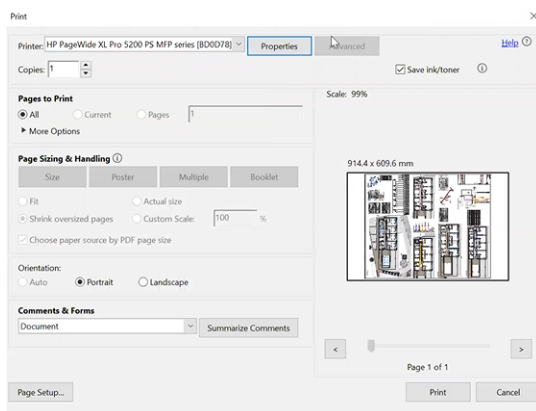 Print
Printer: HP PageWide XL Pro 5200 PS MFP series [BD0D78] Properties Advanced Help
Copies: 1 Save ink/toner
Pages to Print
All Current Pages 1
More Options
Scale: 99%
Page Sizing & Handling
Size Poster Multiple Booklet
Fit Actual size
Shrink oversized pages Custom Scale: 100 %
Choose paper source by PDF page size
914.4 x 609.6 mm
Orientation:
Auto Portrait Landscape
Comments & Forms
Document Summarize Comments
< >
Page 1 of 1
Page Setup... Print Cancel